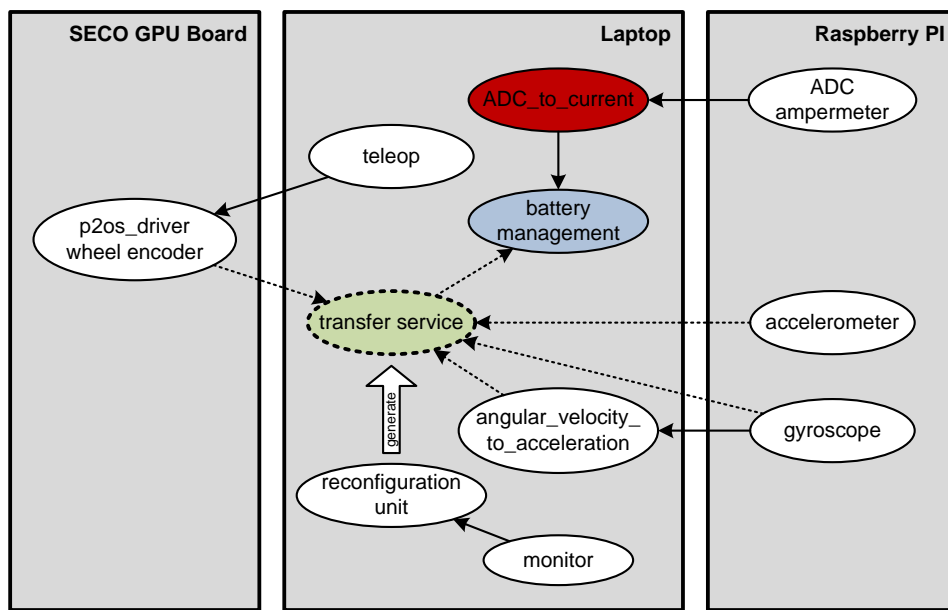 SECO GPU Board
Laptop
Raspberry PI
ADC_to_current
ADC
ampermeter
teleop
p2os_driver
wheel encoder
battery
management
transfer service
accelerometer
generate
angular_velocity_
to_acceleration
gyroscope
reconfiguration
unit
monitor